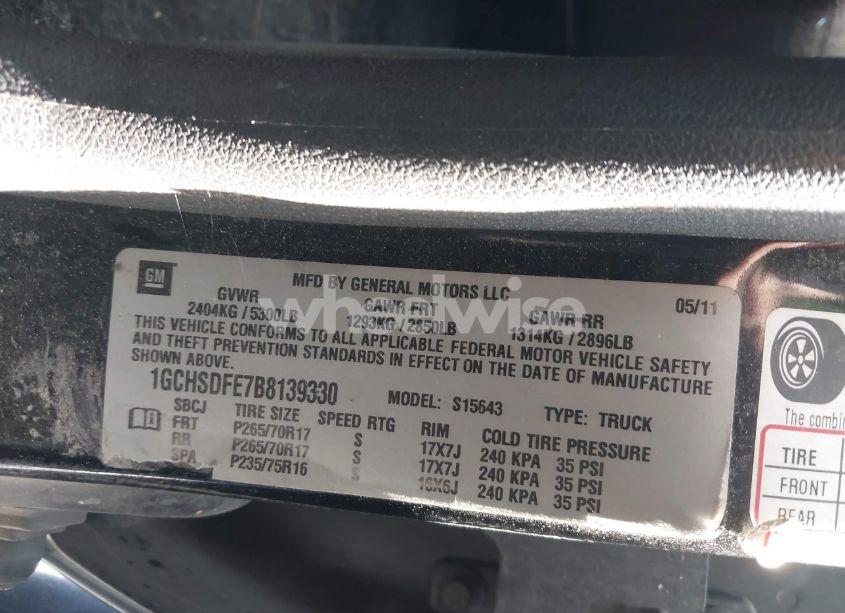 GM
MFD BY GENERAL MOTORS LLC
05/11
GVWR GAWR FRT GAWR RR
2404KG / 5300LB 1293KG / 2850LB 1314KG / 2896LB
THIS VEHICLE CONFORMS TO ALL APPLICABLE FEDERAL MOTOR VEHICLE SAFETY
AND THEFT PREVENTION STANDARDS IN EFFECT ON THE DATE OF MANUFACTURE
SHOWN ABOVE.
1GCHSDFE7B8139330 MODEL: S15643 TYPE: TRUCK
SBCJ TIRE SIZE SPEED RTG RIM COLD TIRE PRESSURE
FRT P265/70R17 S 17X7J 240 KPA 35 PSI
RR P265/70R17 S 17X7J 240 KPA 35 PSI
SPA P235/75R16 S 16X6J 240 KPA 35 PSI
The combin
TIRE
FRONT
REAR
wheelwise